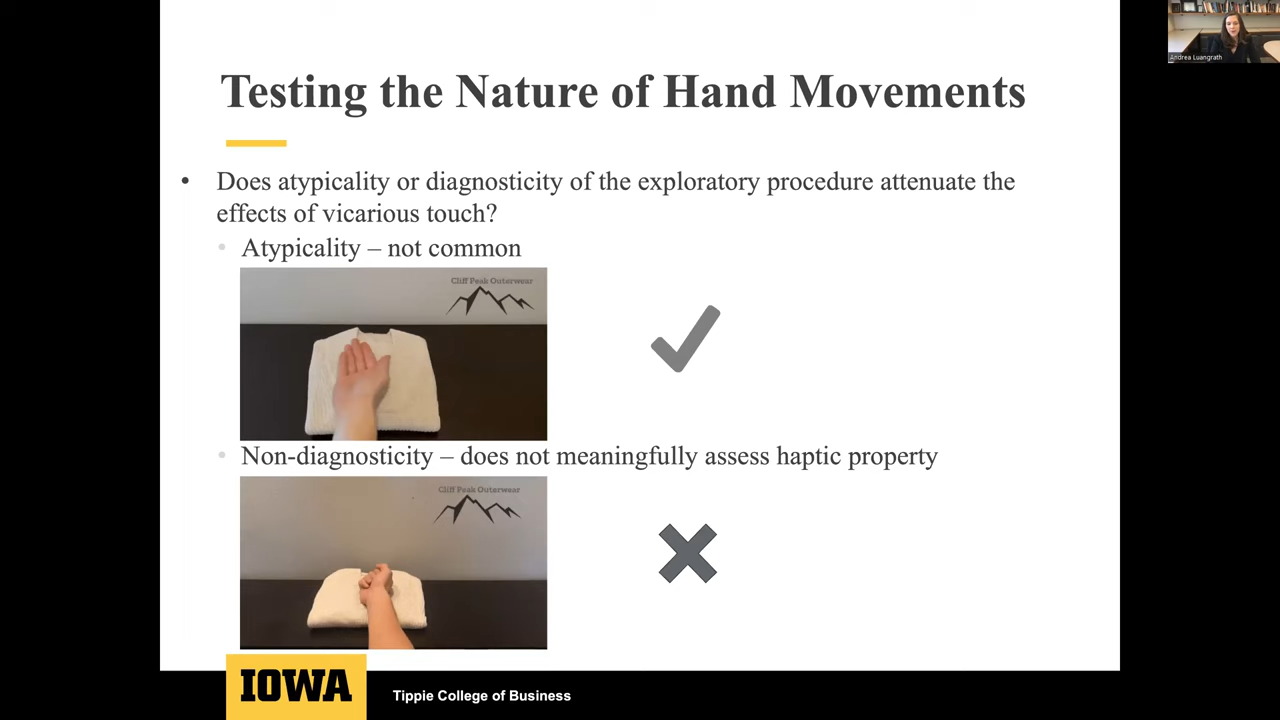 Andrea Luangrath
Testing the Nature of Hand Movements
• Does atypicality or diagnosticity of the exploratory procedure attenuate the
effects of vicarious touch?
• Atypicality – not common
Cliff Peak Outerwear
• Non-diagnosticity – does not meaningfully assess haptic property
Cliff Peak Outerwear
IOWA
Tippie College of Business